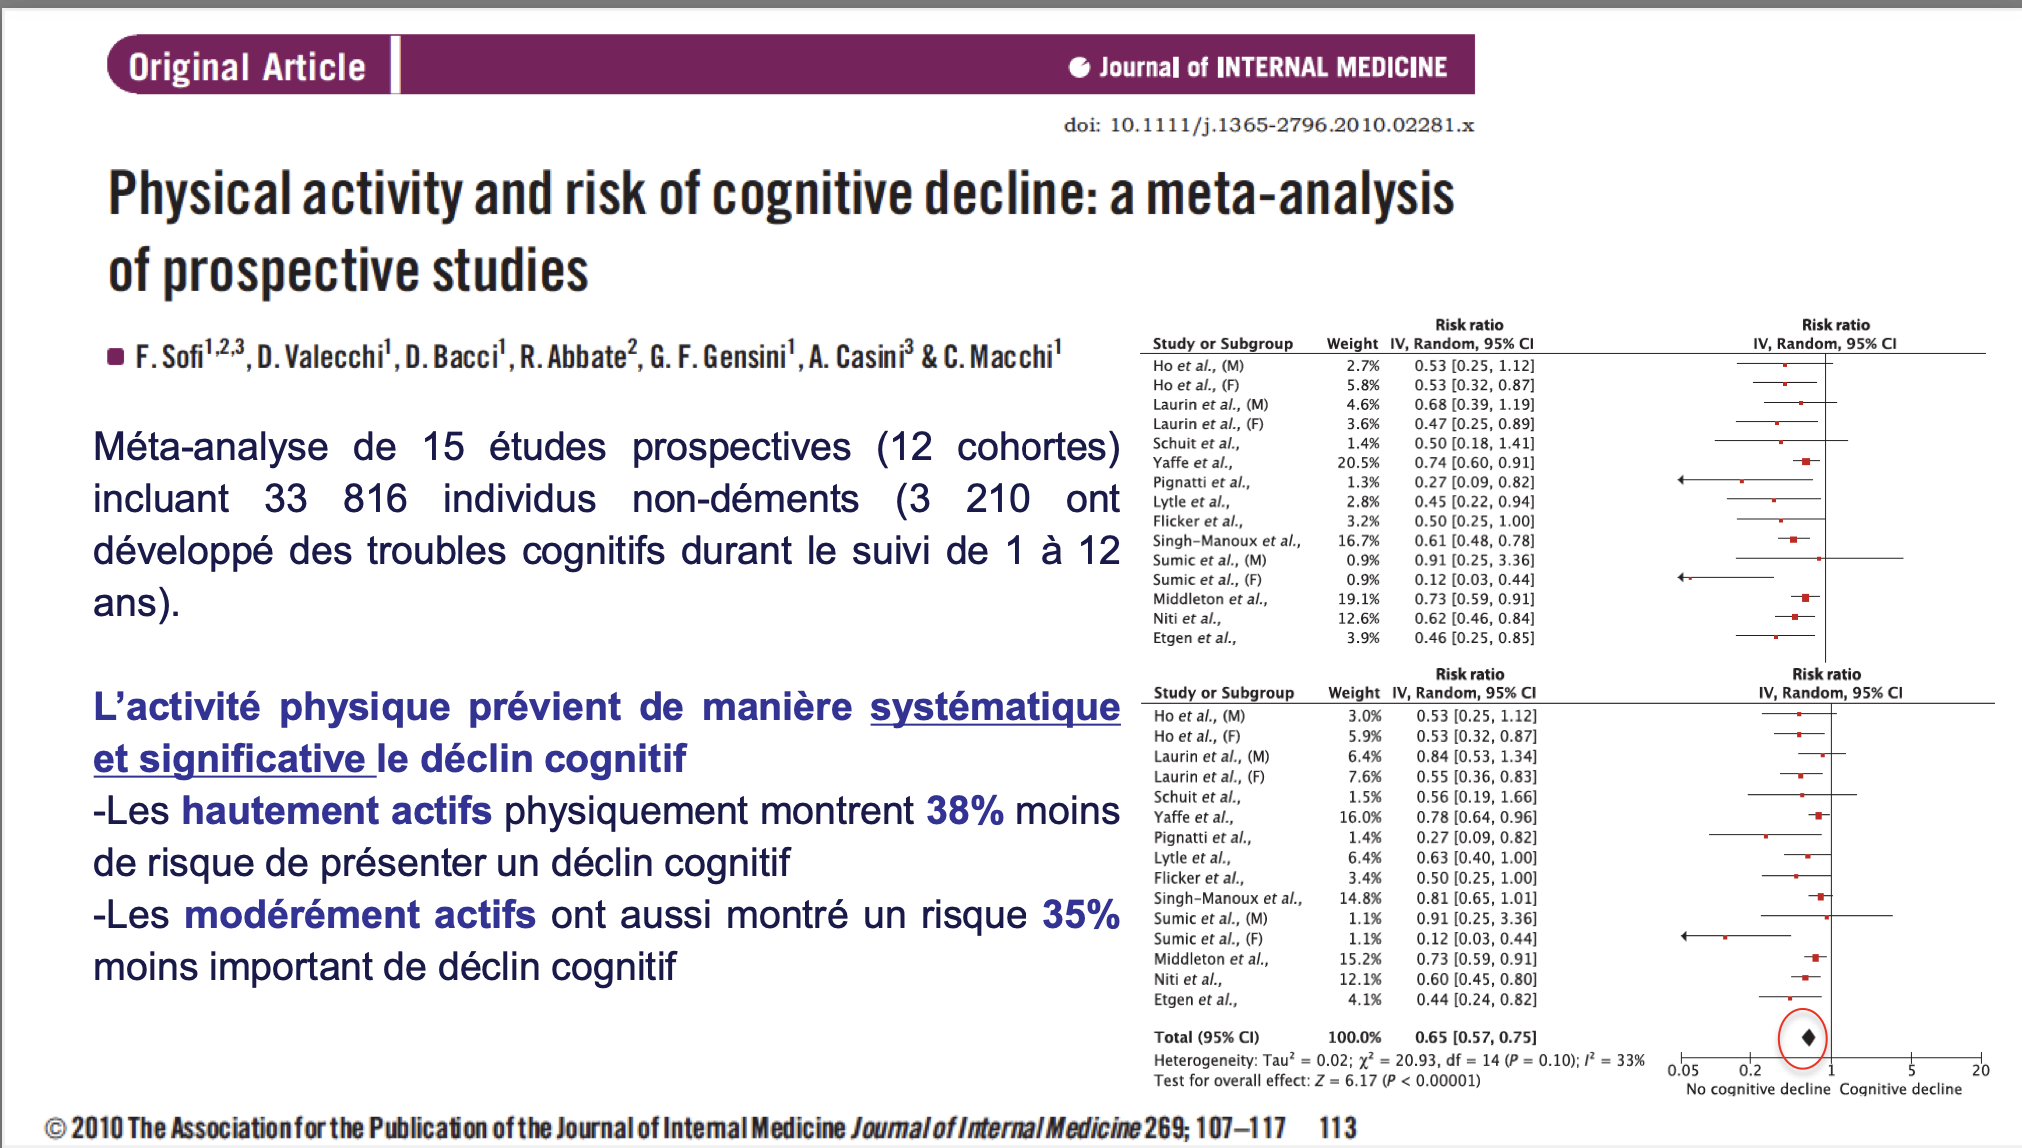 Original Article
Journal of INTERNAL MEDICINE
doi: 10.1111/j.1365-2796.2010.02281.x
Physical activity and risk of cognitive decline: a meta-analysis
of prospective studies
F. Sofi1,2,3, D. Valecchi1, D. Bacci1, R. Abbate2, G. F. Gensini1, A. Casini3 & C. Macchi1
Méta-analyse de 15 études prospectives (12 cohortes)
incluant 33 816 individus non-déments (3 210 ont
développé des troubles cognitifs durant le suivi de 1 à 12
ans).
L’activité physique prévient de manière systématique
et significative le déclin cognitif
-Les hautement actifs physiquement montrent 38% moins
de risque de présenter un déclin cognitif
-Les modérément actifs ont aussi montré un risque 35%
moins important de déclin cognitif
Risk ratio Risk ratio
Study or Subgroup Weight IV, Random, 95% CI IV, Random, 95% CI
Ho et al., (M) 2.7% 0.53 [0.25, 1.12]
Ho et al., (F) 5.8% 0.53 [0.32, 0.87]
Laurin et al., (M) 4.6% 0.68 [0.39, 1.19]
Laurin et al., (F) 3.6% 0.47 [0.25, 0.89]
Schuit et al., 1.4% 0.50 [0.18, 1.41]
Yaffe et al., 20.5% 0.74 [0.60, 0.91]
Pignatti et al., 1.3% 0.27 [0.09, 0.82]
Lytle et al., 2.8% 0.45 [0.22, 0.94]
Flicker et al., 3.2% 0.50 [0.25, 1.00]
Singh-Manoux et al., 16.7% 0.61 [0.48, 0.78]
Sumic et al., (M) 0.9% 0.91 [0.25, 3.36]
Sumic et al., (F) 0.9% 0.12 [0.03, 0.44]
Middleton et al., 19.1% 0.73 [0.59, 0.91]
Niti et al., 12.6% 0.62 [0.46, 0.84]
Etgen et al., 3.9% 0.46 [0.25, 0.85]
Risk ratio Risk ratio
Study or Subgroup Weight IV, Random, 95% CI IV, Random, 95% CI
Ho et al., (M) 3.0% 0.53 [0.25, 1.12]
Ho et al., (F) 5.9% 0.53 [0.32, 0.87]
Laurin et al., (M) 6.4% 0.84 [0.53, 1.34]
Laurin et al., (F) 7.6% 0.55 [0.36, 0.83]
Schuit et al., 1.5% 0.56 [0.19, 1.66]
Yaffe et al., 16.0% 0.78 [0.64, 0.96]
Pignatti et al., 1.4% 0.27 [0.09, 0.82]
Lytle et al., 6.4% 0.63 [0.40, 1.00]
Flicker et al., 3.4% 0.50 [0.25, 1.00]
Singh-Manoux et al., 14.8% 0.81 [0.65, 1.01]
Sumic et al., (M) 1.1% 0.91 [0.25, 3.36]
Sumic et al., (F) 1.1% 0.12 [0.03, 0.44]
Middleton et al., 15.2% 0.73 [0.59, 0.91]
Niti et al., 12.1% 0.60 [0.45, 0.80]
Etgen et al., 4.1% 0.44 [0.24, 0.82]
Total (95% CI) 100.0% 0.65 [0.57, 0.75]
Heterogeneity: Tau² = 0.02; χ² = 20.93, df = 14 (P = 0.10); I² = 33%
Test for overall effect: Z = 6.17 (P < 0.00001)
0.05 0.2 1 5 20
No cognitive decline Cognitive decline
© 2010 The Association for the Publication of the Journal of Internal Medicine Journal of Internal Medicine 269; 107–117 113